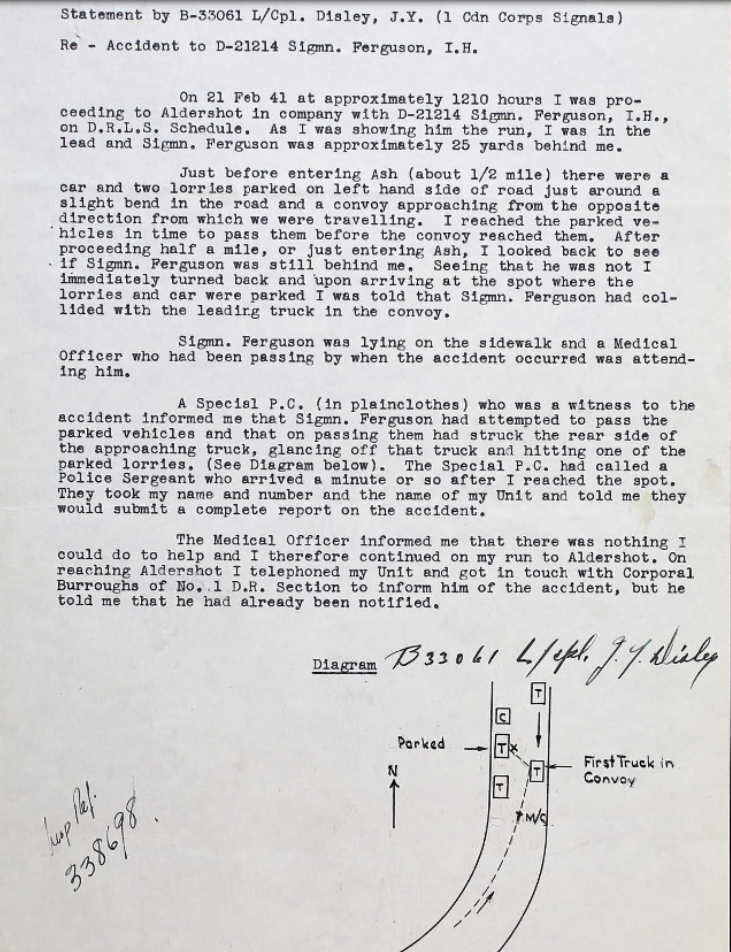 Statement by B-33061 L/Cpl. Disley, J.Y. (1 Cdn Corps Signals)
Re - Accident to D-21214 Sigmn. Ferguson, I.H.
On 21 Feb 41 at approximately 1210 hours I was pro-
ceeding to Aldershot in company with D-21214 Sigmn. Ferguson, I.H.,
on D.R.L.S. Schedule. As I was showing him the run, I was in the
lead and Sigmn. Ferguson was approximately 25 yards behind me.
Just before entering Ash (about 1/2 mile) there were a
car and two lorries parked on left hand side of road just around a
slight bend in the road and a convoy approaching from the opposite
direction from which we were travelling. I reached the parked ve-
hicles in time to pass them before the convoy reached them. After
proceeding half a mile, or just entering Ash, I looked back to see
if Sigmn. Ferguson was still behind me. Seeing that he was not I
immediately turned back and upon arriving at the spot where the
lorries and car were parked I was told that Sigmn. Ferguson had col-
lided with the leading truck in the convoy.
Sigmn. Ferguson was lying on the sidewalk and a Medical
Officer who had been passing by when the accident occurred was attend-
ing him.
A Special P.C. (in plainclothes) who was a witness to the
accident informed me that Sigmn. Ferguson had attempted to pass the
parked vehicles and that on passing them had struck the rear side of
the approaching truck, glancing off that truck and hitting one of the
parked lorries. (See Diagram below). The Special P.C. had called a
Police Sergeant who arrived a minute or so after I reached the spot.
They took my name and number and the name of my Unit and told me they
would submit a complete report on the accident.
The Medical Officer informed me that there was nothing I
could do to help and I therefore continued on my run to Aldershot. On
reaching Aldershot I telephoned my Unit and got in touch with Corporal
Burroughs of No. 1 D.R. Section to inform him of the accident, but he
told me that he had already been notified.
Diagram B33061 L/Cpl. J.Y. Disley
T
C
Parked T x
T First Truck in
Convoy
N
T
M/C
338698